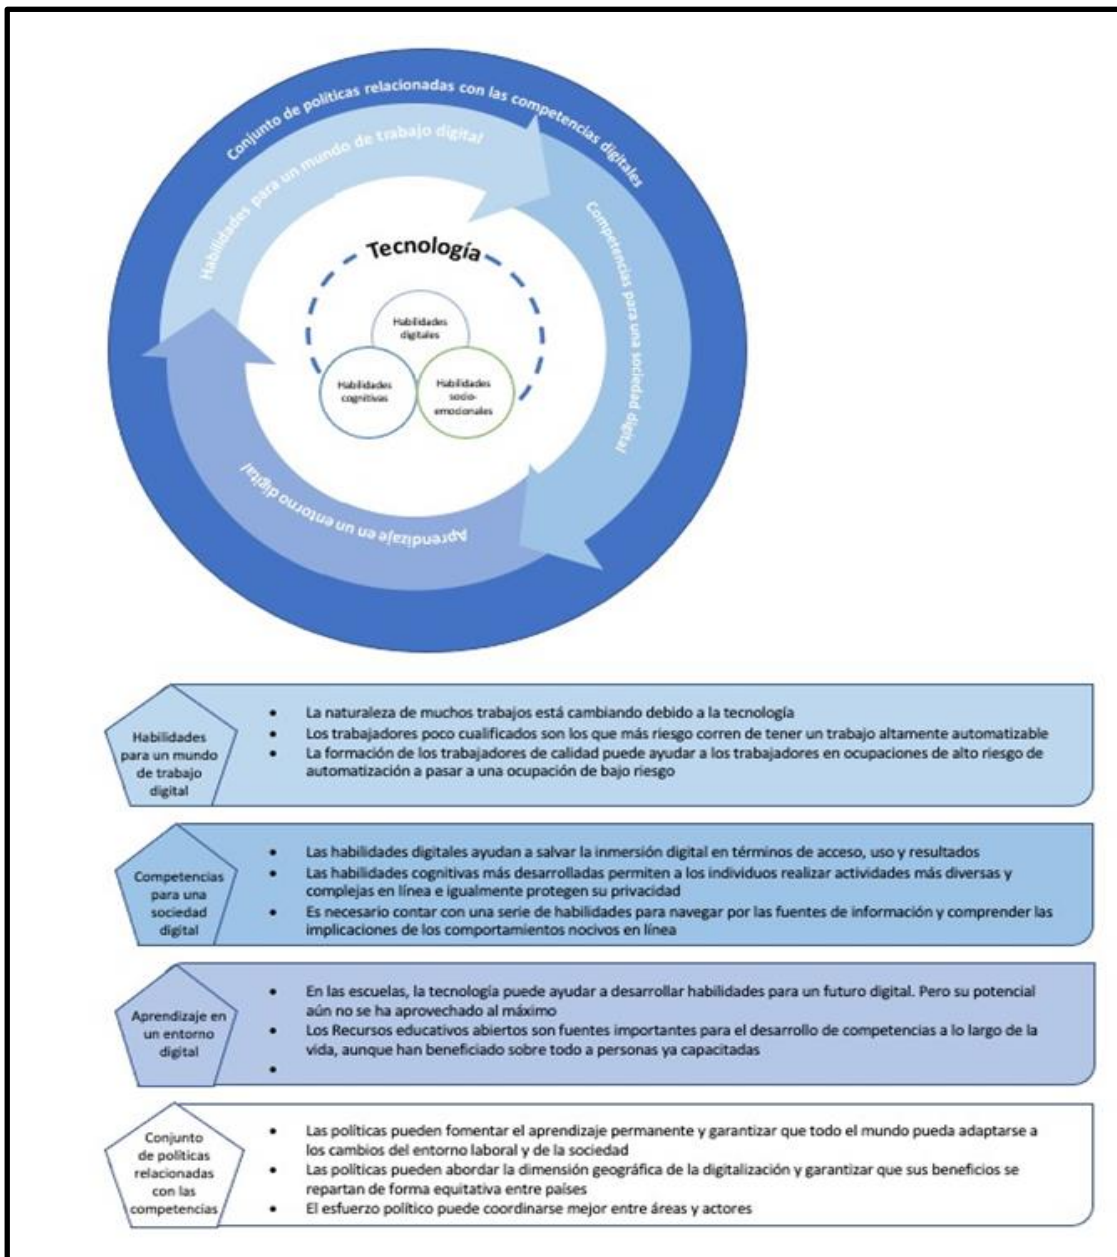 Conjunto de políticas relacionadas con las competencias digitales
Habilidades para un mundo de trabajo digital
Competencias para una sociedad digital
Aprendizaje en un entorno digital
Tecnología
Habilidades
digitales
Habilidades
cognitivas
Habilidades
socio-
emocionales
Habilidades
para un mundo
de trabajo
digital
• La naturaleza de muchos trabajos está cambiando debido a la tecnología
• Los trabajadores poco cualificados son los que más riesgo corren de tener un trabajo altamente automatizable
• La formación de los trabajadores de calidad puede ayudar a los trabajadores en ocupaciones de alto riesgo de
automatización a pasar a una ocupación de bajo riesgo
Competencias
para una
sociedad
digital
• Las habilidades digitales ayudan a salvar la inmersión digital en términos de acceso, uso y resultados
• Las habilidades cognitivas más desarrolladas permiten a los individuos realizar actividades más diversas y
complejas en línea e igualmente protegen su privacidad
• Es necesario contar con una serie de habilidades para navegar por las fuentes de información y comprender las
implicaciones de los comportamientos nocivos en línea
Aprendizaje en
un entorno
digital
• En las escuelas, la tecnología puede ayudar a desarrollar habilidades para un futuro digital. Pero su potencial
aún no se ha aprovechado al máximo
• Los Recursos educativos abiertos son fuentes importantes para el desarrollo de competencias a lo largo de la
vida, aunque han beneficiado sobre todo a personas ya capacitadas
•
Conjunto
de políticas
relacionadas
con las
competencias
• Las políticas pueden fomentar el aprendizaje permanente y garantizar que todo el mundo pueda adaptarse a
los cambios del entorno laboral y de la sociedad
• Las políticas pueden abordar la dimensión geográfica de la digitalización y garantizar que sus beneficios se
repartan de forma equitativa entre países
• El esfuerzo político puede coordinarse mejor entre áreas y actores